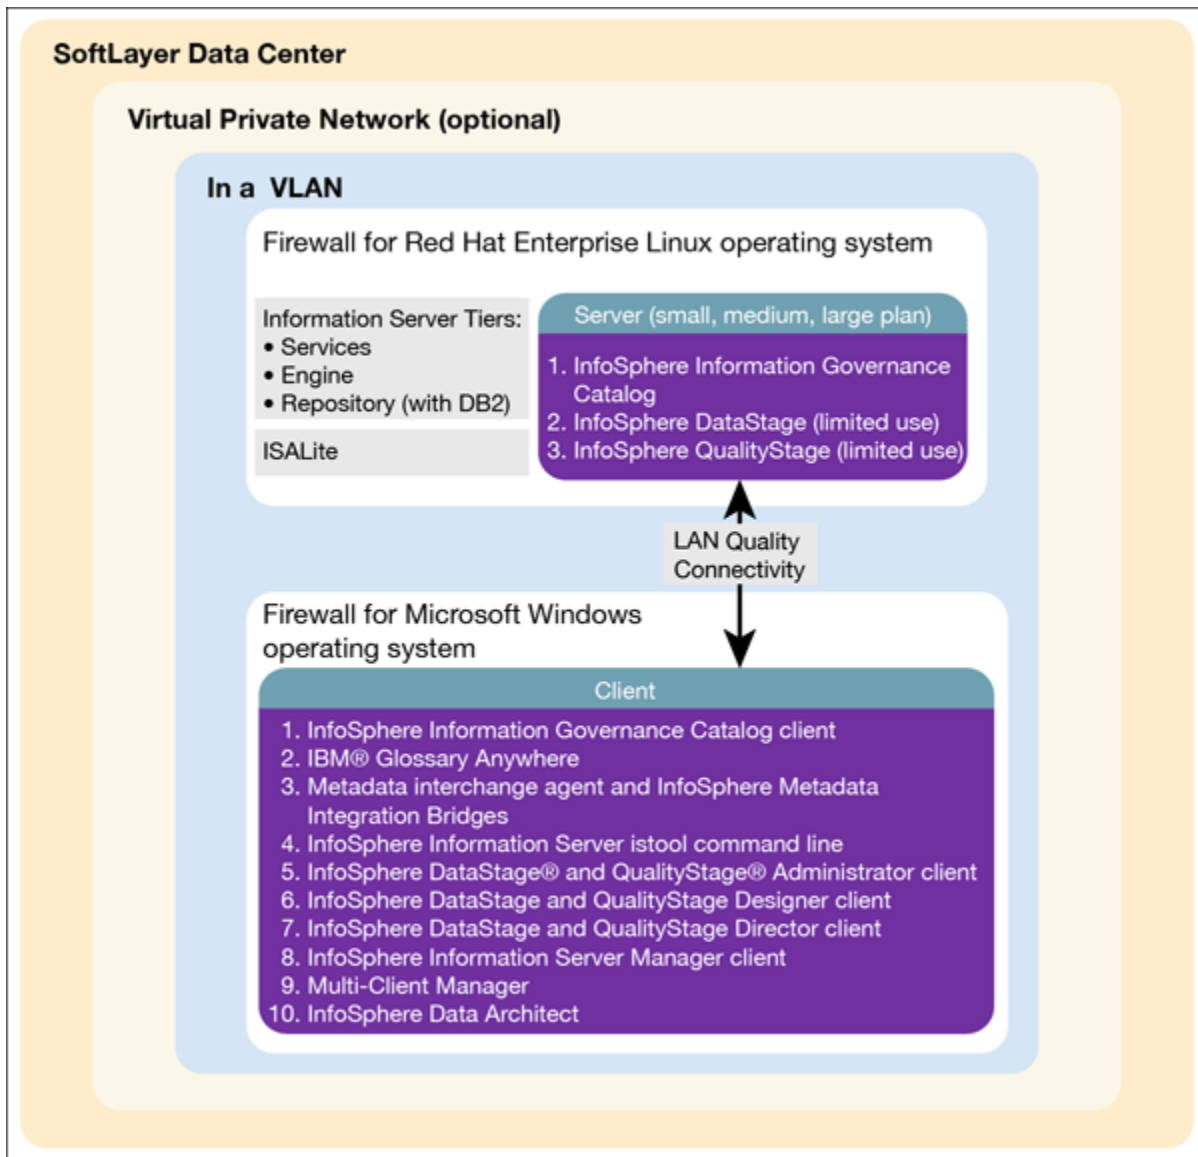 SoftLayer Data Center
Virtual Private Network (optional)
In a VLAN
Firewall for Red Hat Enterprise Linux operating system
Information Server Tiers:
• Services
• Engine
• Repository (with DB2)
ISALite
Server (small, medium, large plan)
1. InfoSphere Information Governance
Catalog
2. InfoSphere DataStage (limited use)
3. InfoSphere QualityStage (limited use)
LAN Quality
Connectivity
Firewall for Microsoft Windows
operating system
Client
1. InfoSphere Information Governance Catalog client
2. IBM® Glossary Anywhere
3. Metadata interchange agent and InfoSphere Metadata
Integration Bridges
4. InfoSphere Information Server istool command line
5. InfoSphere DataStage® and QualityStage® Administrator client
6. InfoSphere DataStage and QualityStage Designer client
7. InfoSphere DataStage and QualityStage Director client
8. InfoSphere Information Server Manager client
9. Multi-Client Manager
10. InfoSphere Data Architect